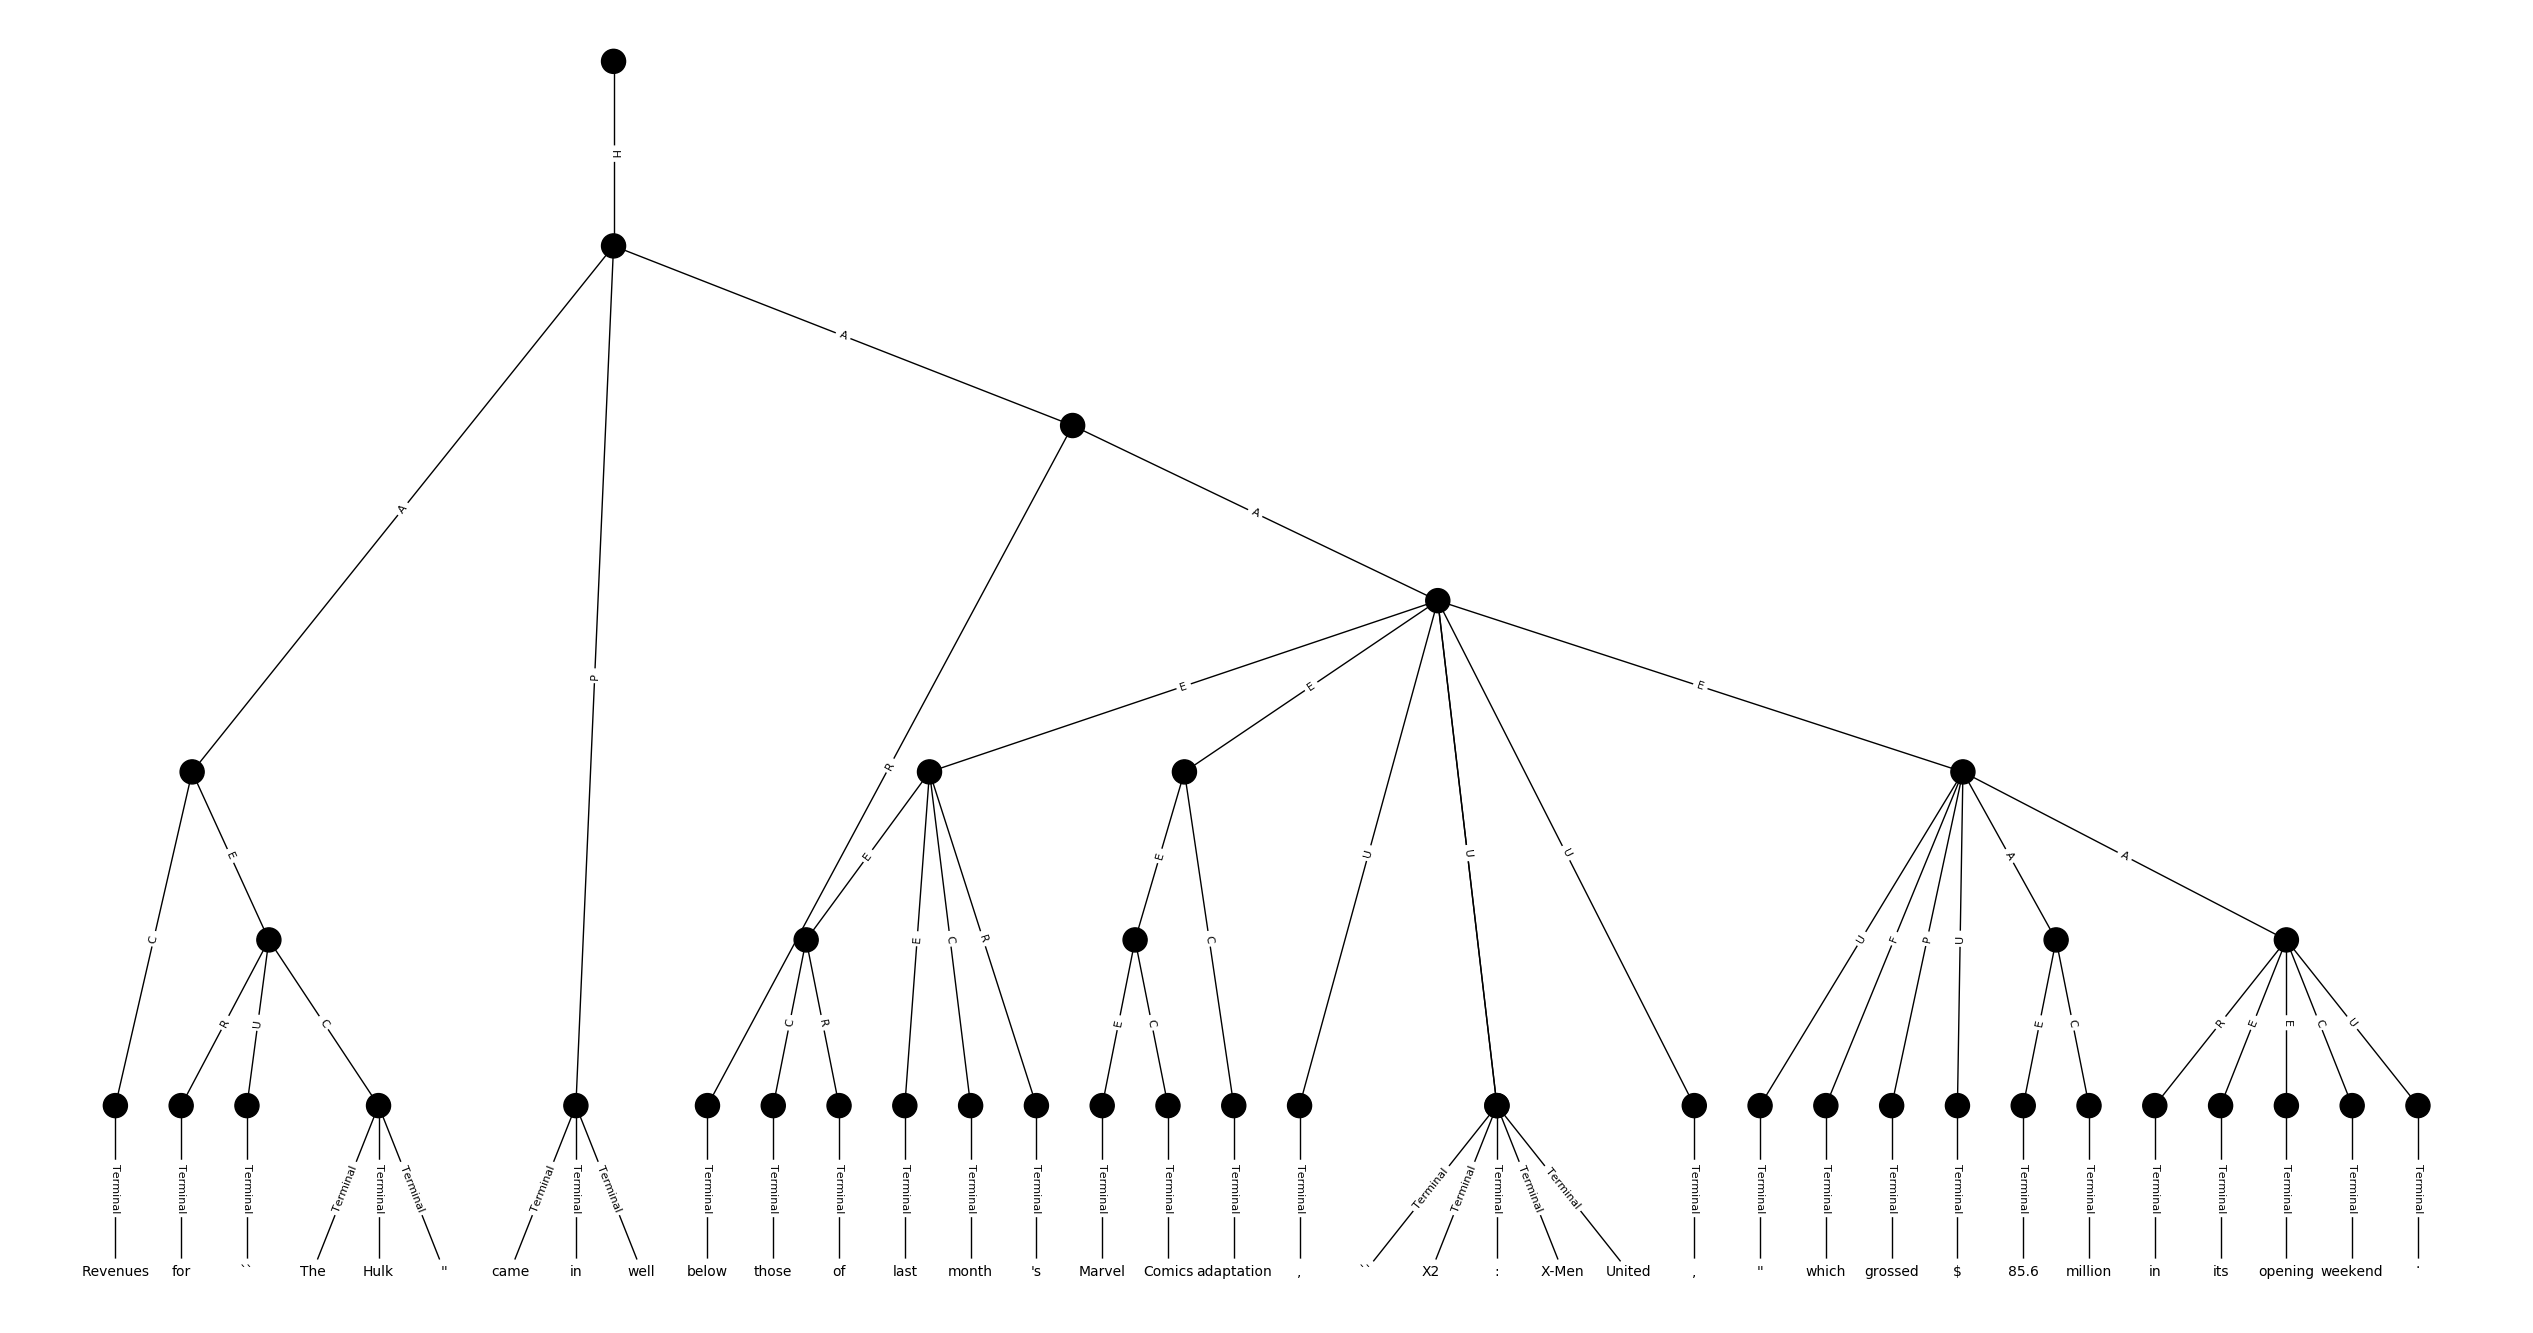 H
A
A
A
P
E
E
E
R
E
E
U
U
U
A
A
C
E
C
R
E
C
U
F
P
U
R
U
C
C
R
E
C
E
C
R
E
E
C
U
Terminal Terminal Terminal Terminal Terminal Terminal Terminal Terminal Terminal Terminal Terminal Terminal Terminal Terminal Terminal Terminal Terminal Terminal Terminal Terminal Terminal Terminal Terminal Terminal Terminal Terminal Terminal Terminal Terminal Terminal Terminal Terminal Terminal Terminal Terminal Terminal
Revenues for `` The Hulk " came in well below those of last month 's Marvel Comics adaptation , `` X2 : X-Men United , " which grossed $ 85.6 million in its opening weekend .